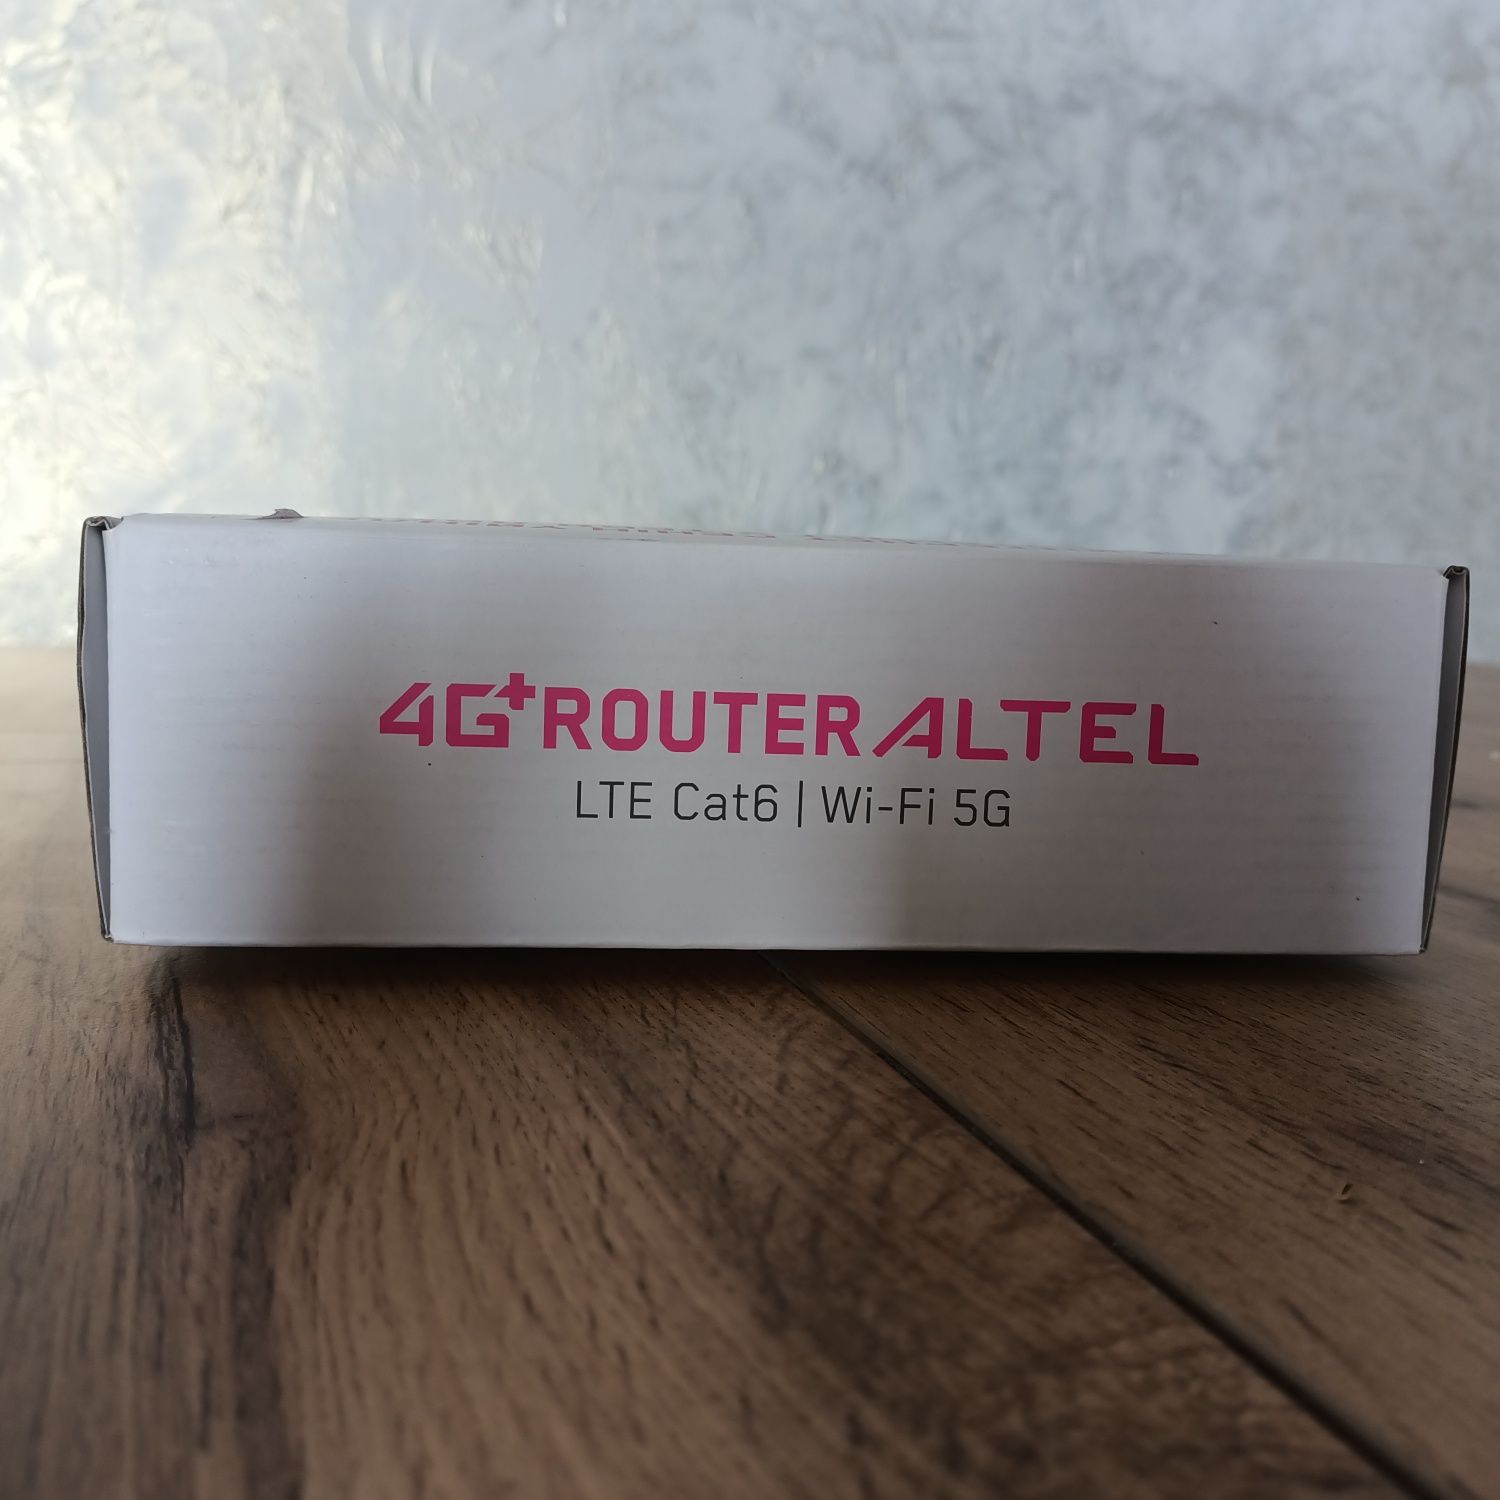 4G+ ROUTER ALTEL
LTE Cat6 | Wi-Fi 5G